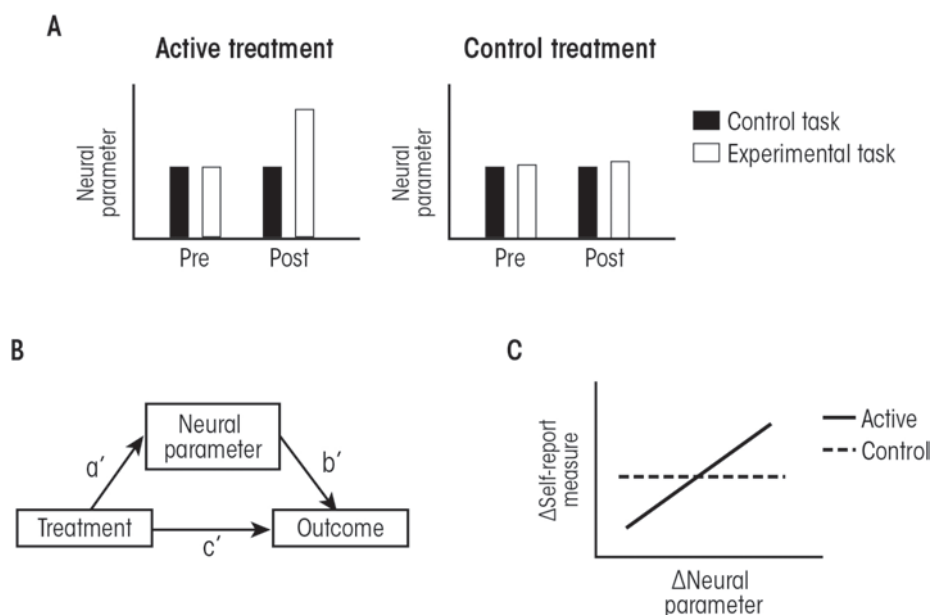 A
Active treatment
Control treatment
Neural
parameter
Pre
Post
Neural
parameter
Pre
Post
Control task
Experimental task
B
Neural
parameter
a′
b′
Treatment
c′
Outcome
C
ΔSelf-report
measure
ΔNeural
parameter
Active
Control